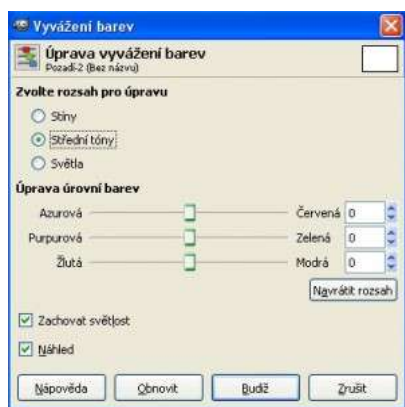 Vyvážení barev
Úprava vyvážení barev
Pozadí-2 (Bez názvu)
Zvolte rozsah pro úpravu
Stíny
Střední tóny
Světla
Úprava úrovní barev
Azurová Červená 0
Purpurová Zelená 0
Žlutá Modrá 0
Navrátit rozsah
Zachovat světlost
Náhled
Nápověda Obnovit Budiž Zrušit